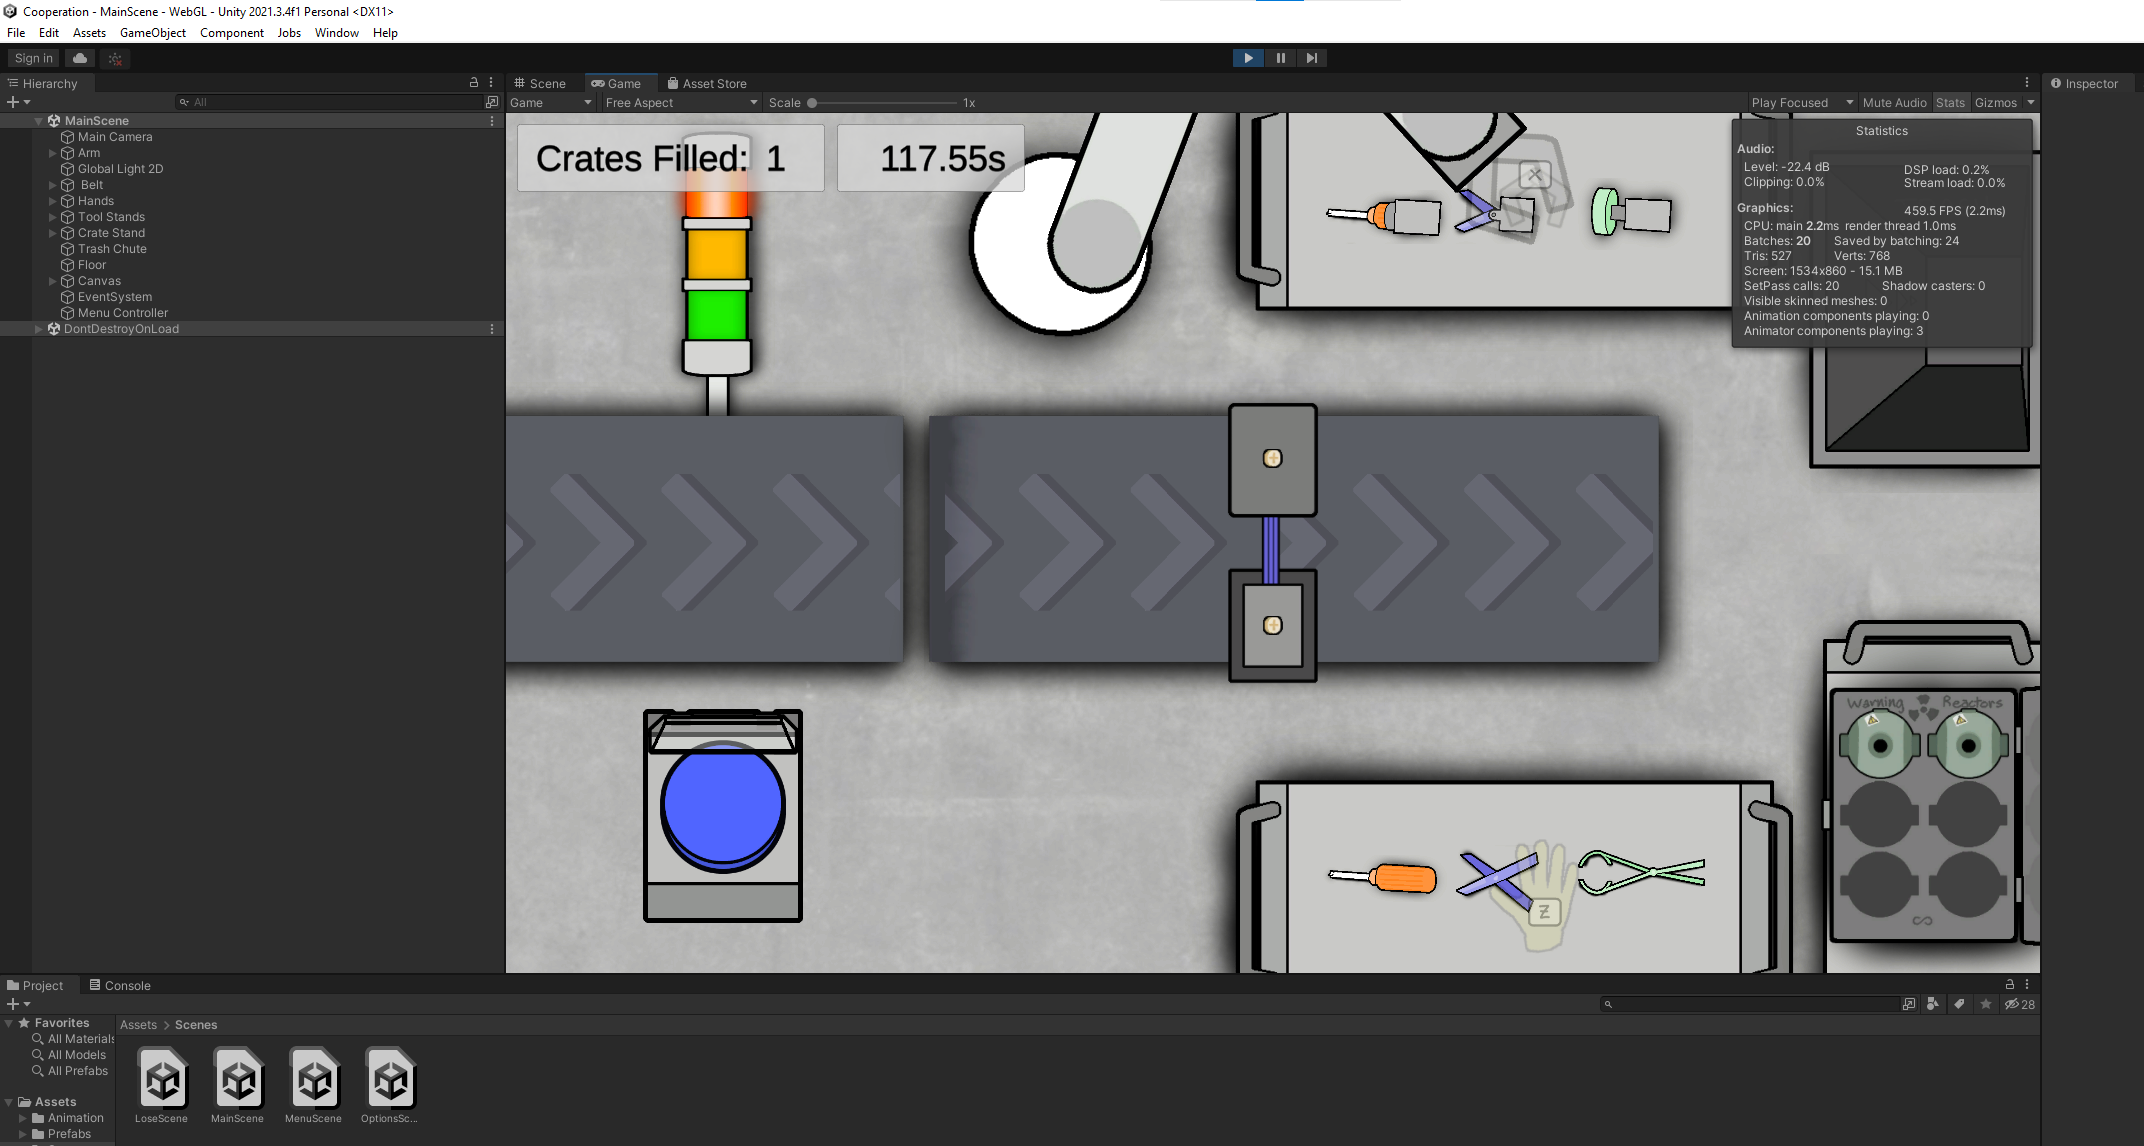 Cooperation - MainScene - WebGL - Unity 2021.3.4f1 Personal <DX11>
File Edit Assets GameObject Component Jobs Window Help
Sign in
Hierarchy
All
MainScene
Main Camera
Arm
Global Light 2D
Belt
Hands
Tool Stands
Crate Stand
Trash Chute
Floor
Canvas
EventSystem
Menu Controller
DontDestroyOnLoad
Scene Game Asset Store
Game Free Aspect Scale 1x Play Focused Mute Audio Stats Gizmos
Inspector
Crates Filled: 1 117.55s
Statistics
Audio:
Level: -22.4 dB DSP load: 0.2%
Clipping: 0.0% Stream load: 0.0%
Graphics: 459.5 FPS (2.2ms)
CPU: main 2.2ms render thread 1.0ms
Batches: 20 Saved by batching: 24
Tris: 527 Verts: 768
Screen: 1534x860 - 15.1 MB
SetPass calls: 20 Shadow casters: 0
Visible skinned meshes: 0
Animation components playing: 0
Animator components playing: 3
X
Warning Reactors
Z
Project Console
28
Favorites
All Materials
All Models
All Prefabs
Assets
Animation
Prefabs
Assets > Scenes
LoseScene MainScene MenuScene OptionsSc...